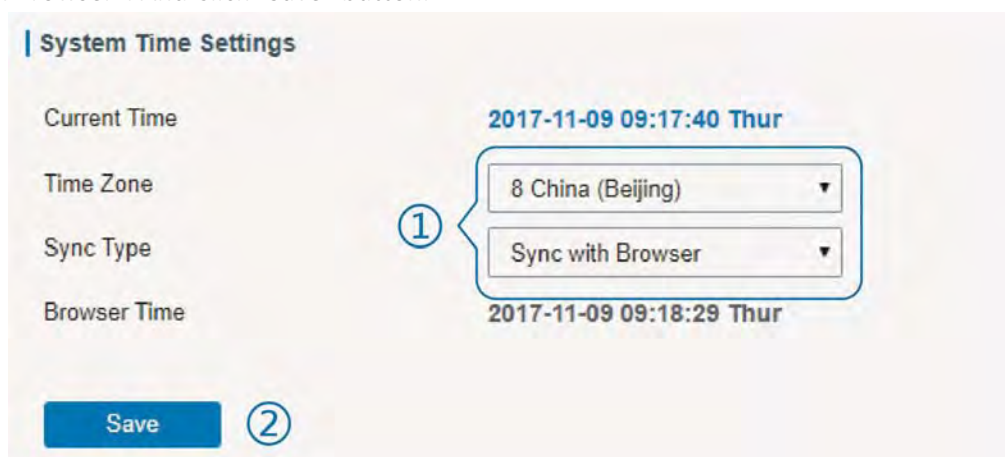 System Time Settings
Current Time 2017-11-09 09:17:40 Thur
Time Zone 8 China (Beijing)
① 
Sync Type Sync with Browser
Browser Time 2017-11-09 09:18:29 Thur
Save ②